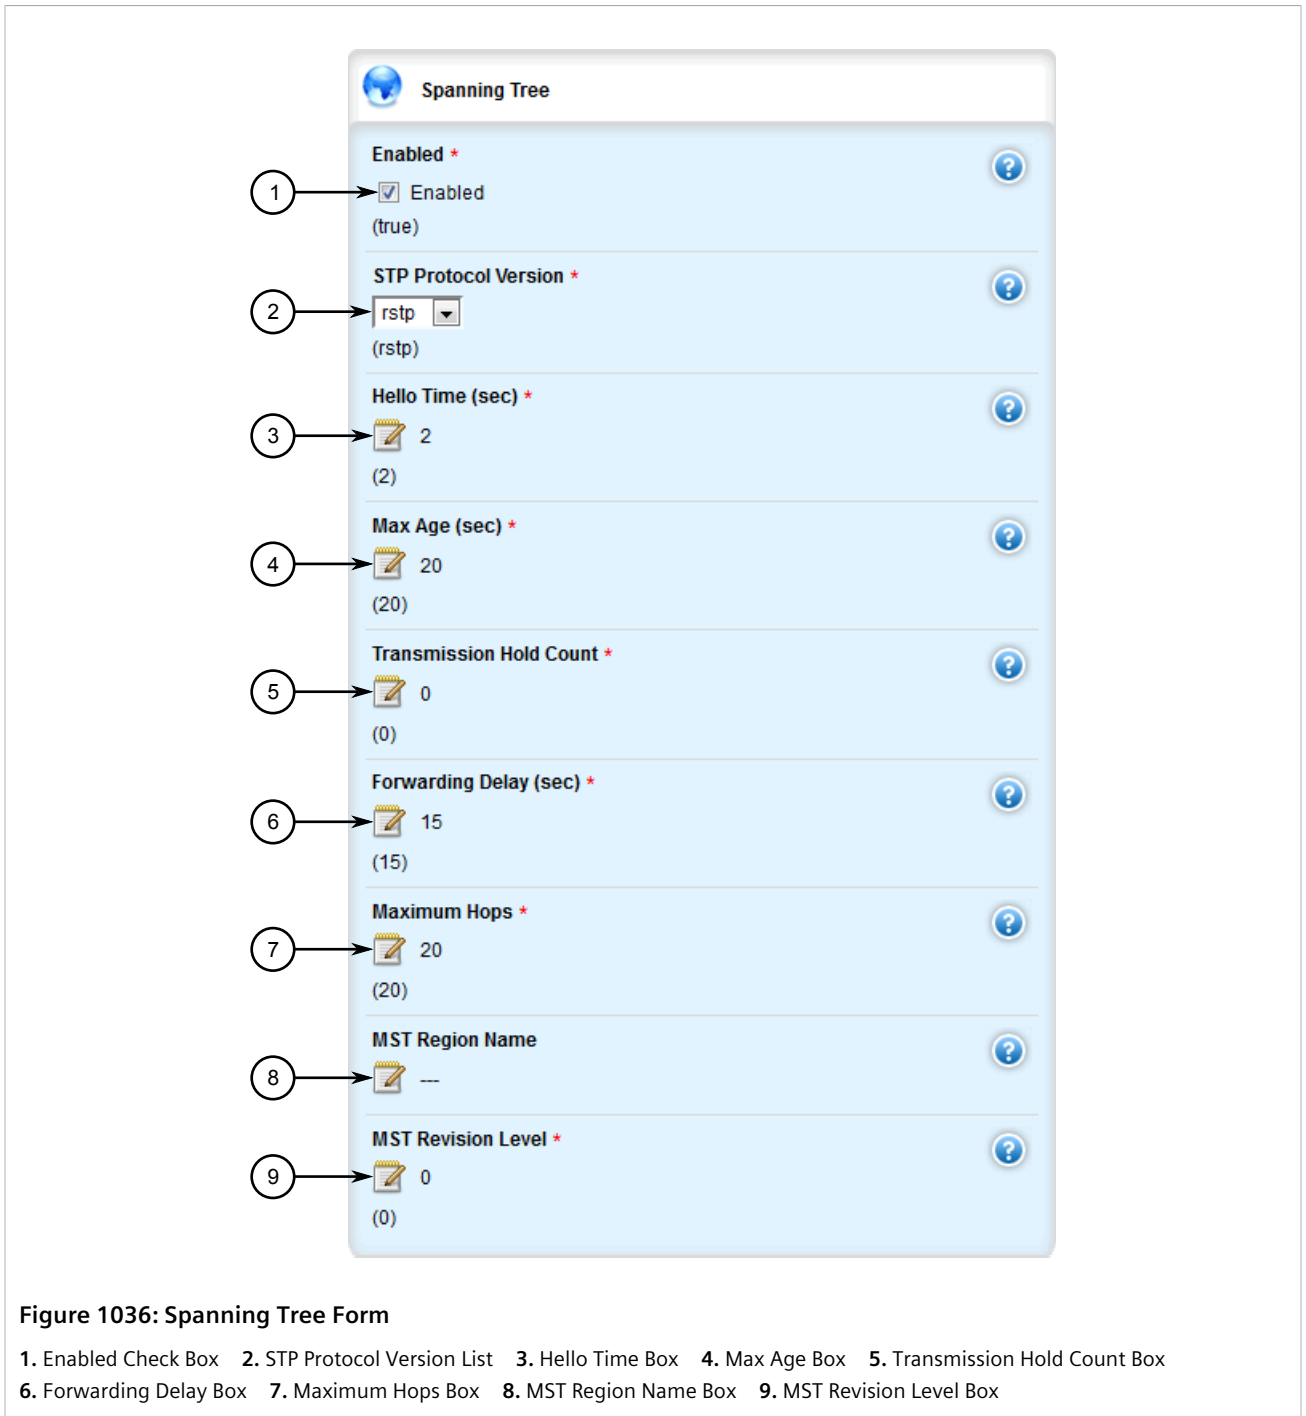 Spanning Tree
Enabled *
1
Enabled
(true)
STP Protocol Version *
2
rstp
(rstp)
Hello Time (sec) *
3
2
(2)
Max Age (sec) *
4
20
(20)
Transmission Hold Count *
5
0
(0)
Forwarding Delay (sec) *
6
15
(15)
Maximum Hops *
7
20
(20)
MST Region Name
8
---
MST Revision Level *
9
0
(0)
Figure 1036: Spanning Tree Form
1. Enabled Check Box 2. STP Protocol Version List 3. Hello Time Box 4. Max Age Box 5. Transmission Hold Count Box
6. Forwarding Delay Box 7. Maximum Hops Box 8. MST Region Name Box 9. MST Revision Level Box